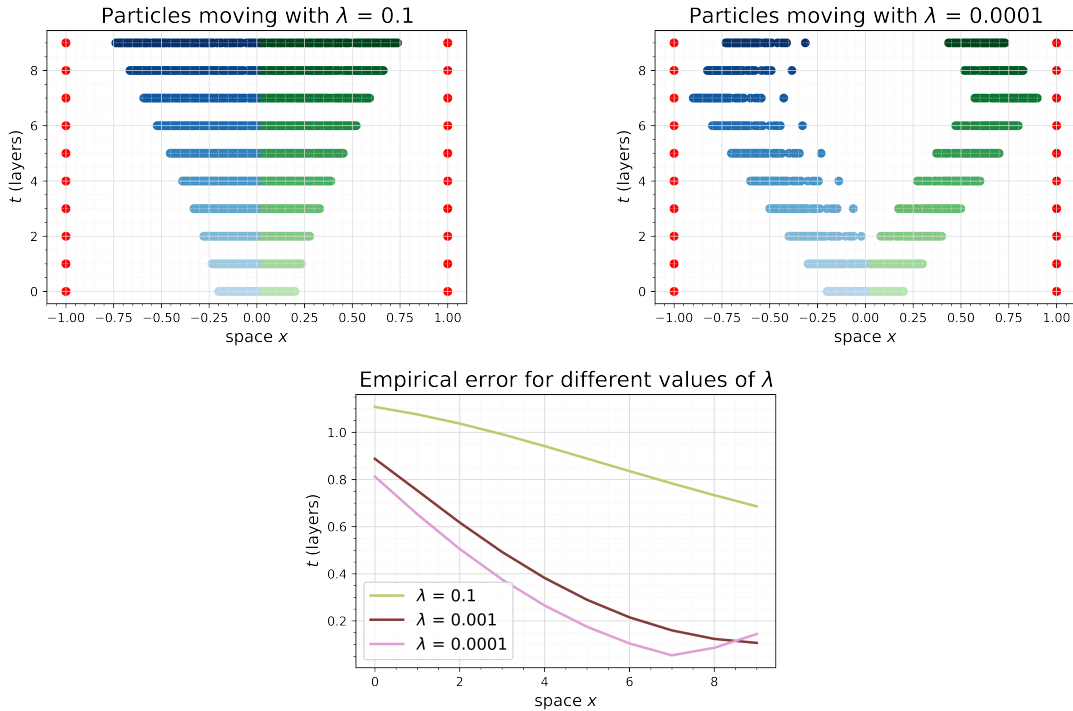 Particles moving with λ = 0.1
t (layers)
8
6
4
2
0
−1.00 −0.75 −0.50 −0.25 0.00 0.25 0.50 0.75 1.00
space x
Particles moving with λ = 0.0001
t (layers)
8
6
4
2
0
−1.00 −0.75 −0.50 −0.25 0.00 0.25 0.50 0.75 1.00
space x
Empirical error for different values of λ
t (layers)
1.0
0.8
0.6
0.4
0.2
λ = 0.1
λ = 0.001
λ = 0.0001
0 2 4 6 8
space x